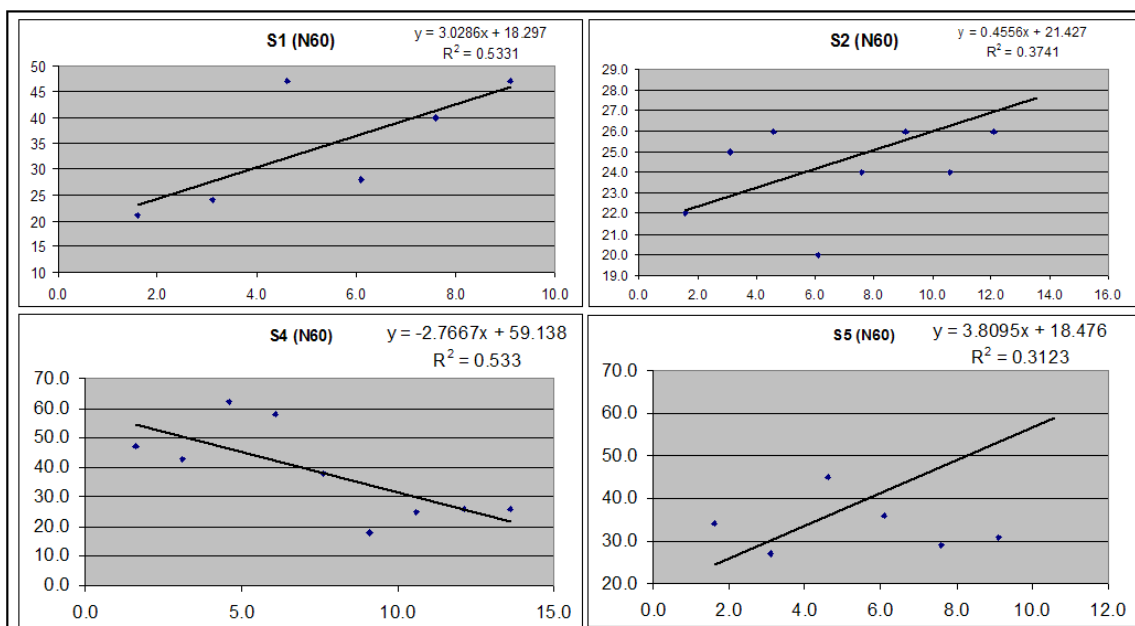 S1 (N60)
y = 3.0286x + 18.297
R² = 0.5331
50
45
40
35
30
25
20
15
10
0.0 2.0 4.0 6.0 8.0 10.0
S2 (N60)
y = 0.4556x + 21.427
R² = 0.3741
29.0
28.0
27.0
26.0
25.0
24.0
23.0
22.0
21.0
20.0
19.0
0.0 2.0 4.0 6.0 8.0 10.0 12.0 14.0 16.0
S4 (N60)
y = -2.7667x + 59.138
R² = 0.533
70.0
60.0
50.0
40.0
30.0
20.0
10.0
0.0
0.0 5.0 10.0 15.0
S5 (N60)
y = 3.8095x + 18.476
R² = 0.3123
70.0
60.0
50.0
40.0
30.0
20.0
0.0 2.0 4.0 6.0 8.0 10.0 12.0